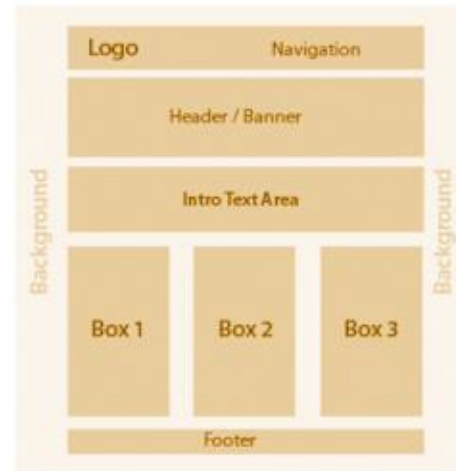 Logo Navigation
Header / Banner
Intro Text Area
Background
Background
Box 1 Box 2 Box 3
Footer